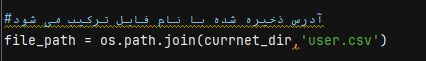 #آدرس ذخیره شده با نام فایل ترکیب می شود
file_path = os.path.join(currnet_dir,'user.csv')